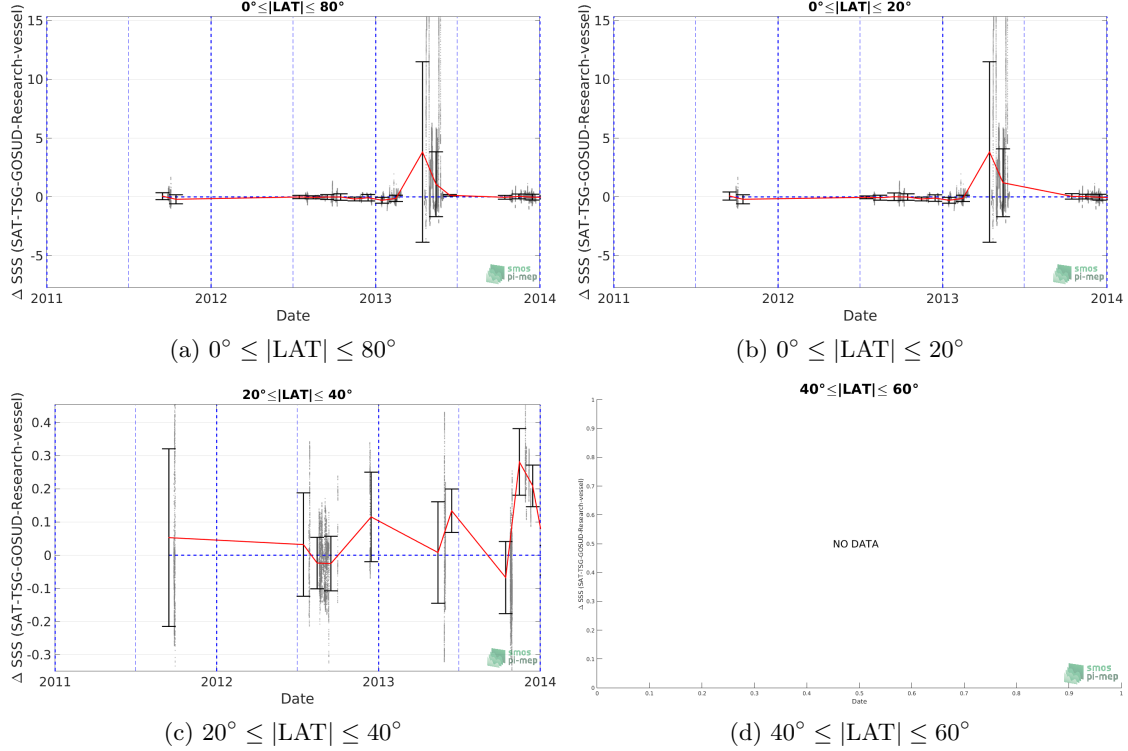 0°≤|LAT|≤ 80°
Δ SSS (SAT-TSG-GOSUD-Research-vessel)
15
10
5
0
-5
smos
pi-mep
2011
2012
2013
2014
Date
(a) 0° ≤ |LAT| ≤ 80°
0°≤|LAT|≤ 20°
Δ SSS (SAT-TSG-GOSUD-Research-vessel)
15
10
5
0
-5
smos
pi-mep
2011
2012
2013
2014
Date
(b) 0° ≤ |LAT| ≤ 20°
20°≤|LAT|≤ 40°
Δ SSS (SAT-TSG-GOSUD-Research-vessel)
0.4
0.3
0.2
0.1
0
-0.1
-0.2
-0.3
smos
pi-mep
2011
2012
2013
2014
Date
(c) 20° ≤ |LAT| ≤ 40°
40°≤|LAT|≤ 60°
Δ SSS (SAT-TSG-GOSUD-Research-vessel)
1
0.9
0.8
0.7
0.6
0.5
0.4
0.3
0.2
0.1
0
NO DATA
smos
pi-mep
0
0.1
0.2
0.3
0.4
0.5
0.6
0.7
0.8
0.9
1
Date
(d) 40° ≤ |LAT| ≤ 60°